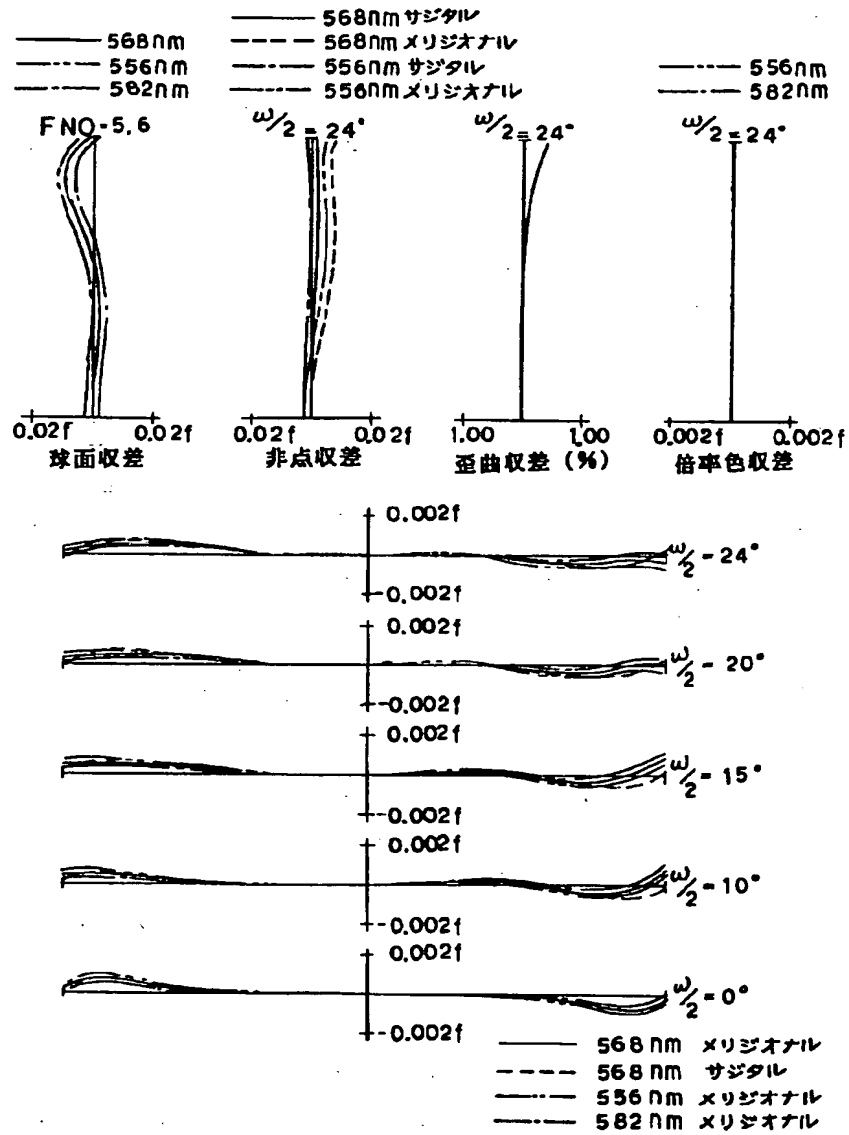 568nm
556nm
582nm
568nm サジタル
568nm メリジオナル
556nm サジタル
556nm メリジオナル
556nm
582nm
FNO-5.6
ω/2 = 24°
ω/2 = 24°
ω/2 = 24°
0.02f 0.02f
球面収差
0.02f 0.02f
非点収差
1.00 1.00
歪曲収差 (%)
0.002f 0.002f
倍率色収差
0.002f
ω/2 - 24°
-0.002f
0.002f
ω/2 - 20°
-0.002f
0.002f
ω/2 - 15°
-0.002f
0.002f
ω/2 - 10°
-0.002f
0.002f
ω/2 = 0°
-0.002f
568nm メリジオナル
568nm サジタル
556nm メリジオナル
582nm メリジオナル